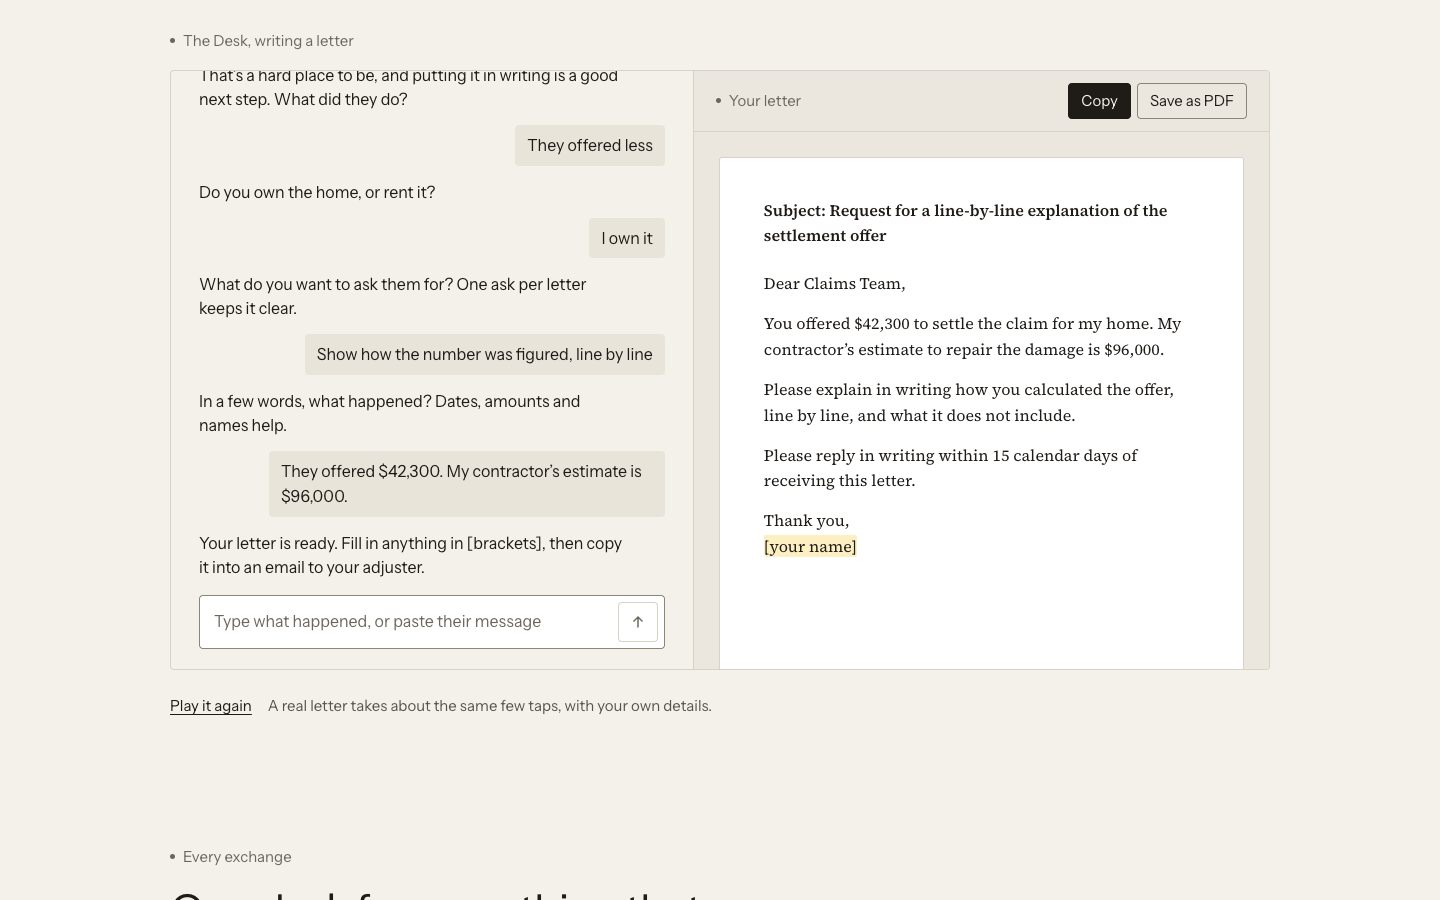 The Desk, writing a letter
That's a hard place to be, and putting it in writing is a good
next step. What did they do?
They offered less
Do you own the home, or rent it?
I own it
What do you want to ask them for? One ask per letter
keeps it clear.
Show how the number was figured, line by line
In a few words, what happened? Dates, amounts and
names help.
They offered $42,300. My contractor’s estimate is
$96,000.
Your letter is ready. Fill in anything in [brackets], then copy
it into an email to your adjuster.
Type what happened, or paste their message
Your letter
Copy
Save as PDF
Subject: Request for a line-by-line explanation of the
settlement offer
Dear Claims Team,
You offered $42,300 to settle the claim for my home. My
contractor’s estimate to repair the damage is $96,000.
Please explain in writing how you calculated the offer,
line by line, and what it does not include.
Please reply in writing within 15 calendar days of
receiving this letter.
Thank you,
[your name]
Play it again
A real letter takes about the same few taps, with your own details.
Every exchange